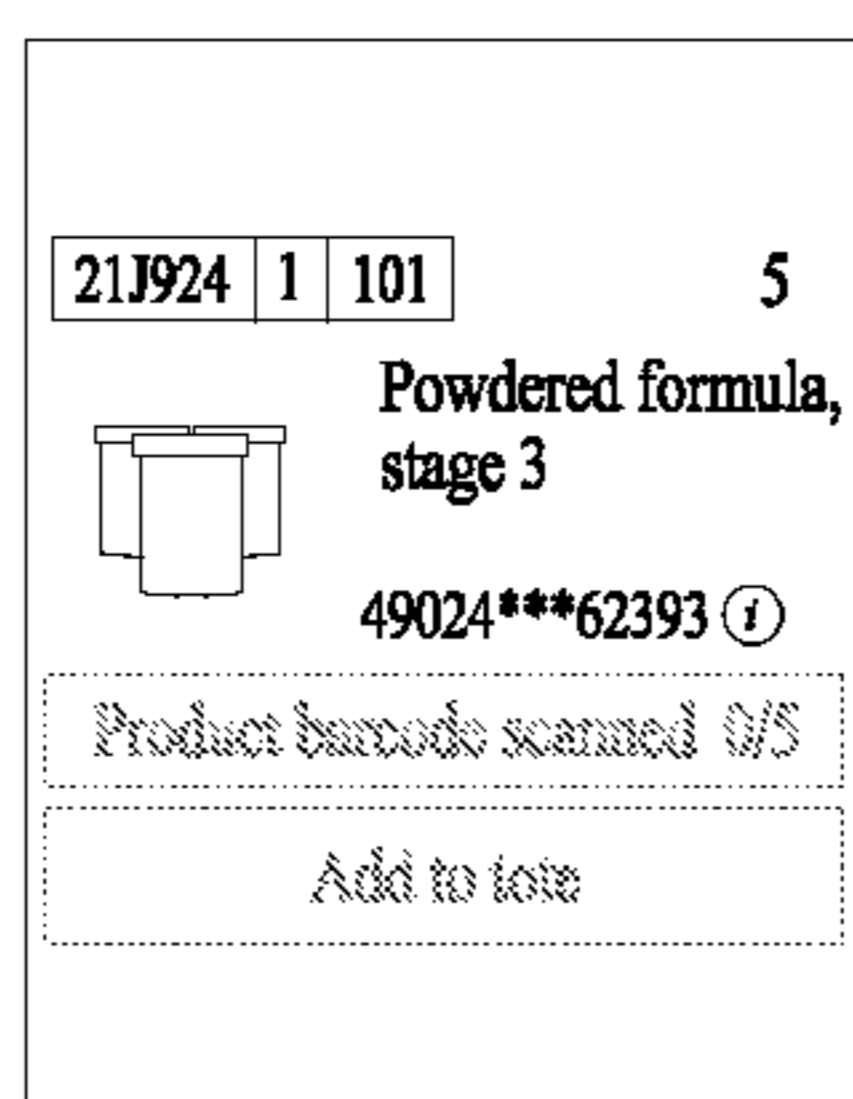 21J924 1 101 5
Powdered formula,
stage 3
49024***62393 i
Product barcode scanned 0/5
Add to tote